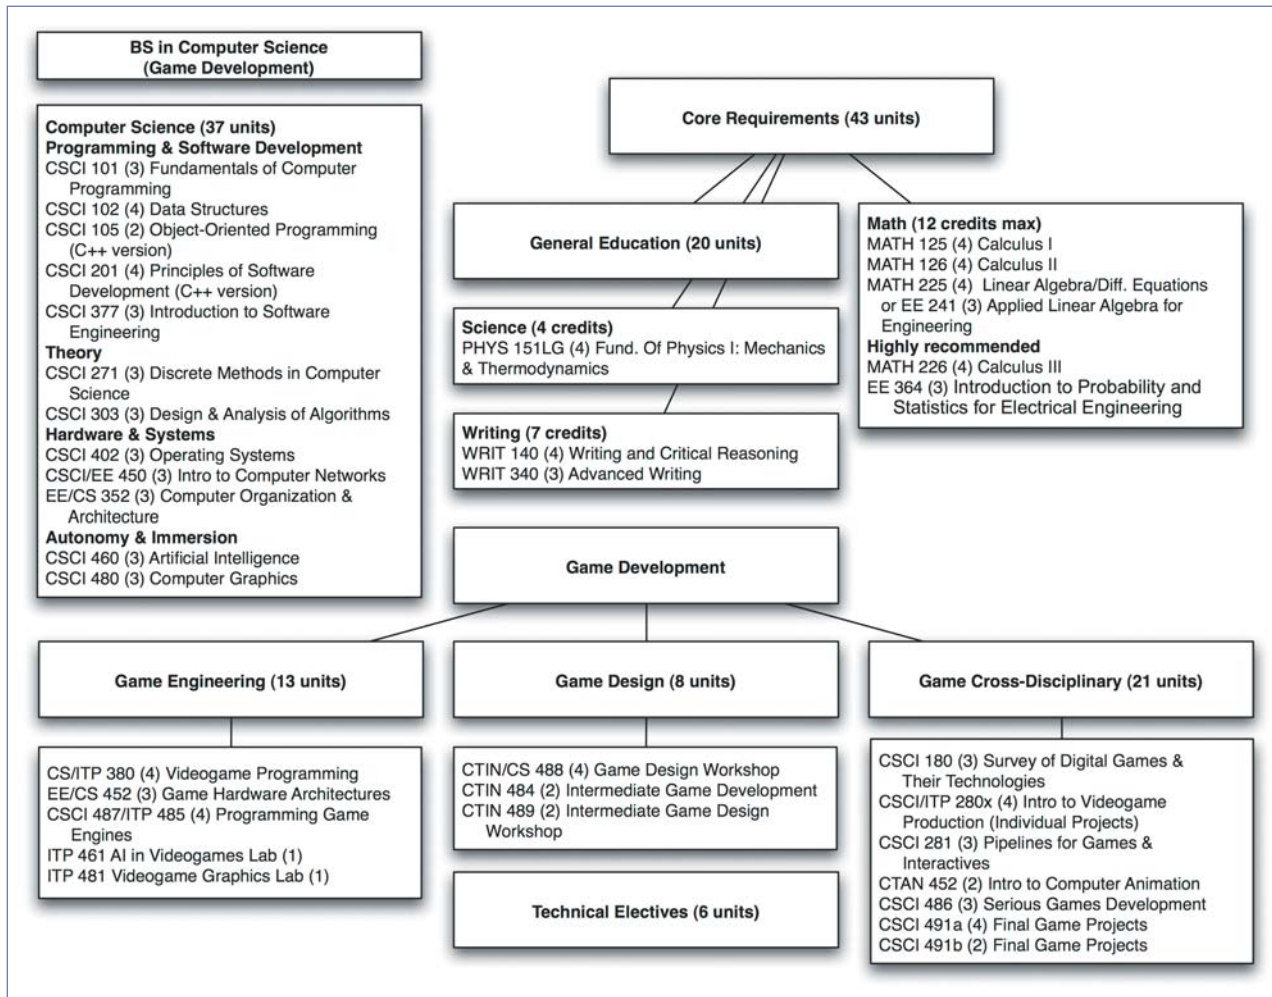 BS in Computer Science
(Game Development)
Computer Science (37 units)
Programming & Software Development
CSCI 101 (3) Fundamentals of Computer
Programming
CSCI 102 (4) Data Structures
CSCI 105 (2) Object-Oriented Programming
(C++ version)
CSCI 201 (4) Principles of Software
Development (C++ version)
CSCI 377 (3) Introduction to Software
Engineering
Theory
CSCI 271 (3) Discrete Methods in Computer
Science
CSCI 303 (3) Design & Analysis of Algorithms
Hardware & Systems
CSCI 402 (3) Operating Systems
CSCI/EE 450 (3) Intro to Computer Networks
EE/CS 352 (3) Computer Organization &
Architecture
Autonomy & Immersion
CSCI 460 (3) Artificial Intelligence
CSCI 480 (3) Computer Graphics
Core Requirements (43 units)
General Education (20 units)
Science (4 credits)
PHYS 151LG (4) Fund. Of Physics I: Mechanics
& Thermodynamics
Writing (7 credits)
WRIT 140 (4) Writing and Critical Reasoning
WRIT 340 (3) Advanced Writing
Math (12 credits max)
MATH 125 (4) Calculus I
MATH 126 (4) Calculus II
MATH 225 (4) Linear Algebra/Diff. Equations
or EE 241 (3) Applied Linear Algebra for
Engineering
Highly recommended
MATH 226 (4) Calculus III
EE 364 (3) Introduction to Probability and
Statistics for Electrical Engineering
Game Development
Game Engineering (13 units)
CS/ITP 380 (4) Videogame Programming
EE/CS 452 (3) Game Hardware Architectures
CSCI 487/ITP 485 (4) Programming Game
Engines
ITP 461 AI in Videogames Lab (1)
ITP 481 Videogame Graphics Lab (1)
Game Design (8 units)
CTIN/CS 488 (4) Game Design Workshop
CTIN 484 (2) Intermediate Game Development
CTIN 489 (2) Intermediate Game Design
Workshop
Technical Electives (6 units)
Game Cross-Disciplinary (21 units)
CSCI 180 (3) Survey of Digital Games &
Their Technologies
CSCI/ITP 280x (4) Intro to Videogame
Production (Individual Projects)
CSCI 281 (3) Pipelines for Games &
Interactives
CTAN 452 (2) Intro to Computer Animation
CSCI 486 (3) Serious Games Development
CSCI 491a (4) Final Game Projects
CSCI 491b (2) Final Game Projects